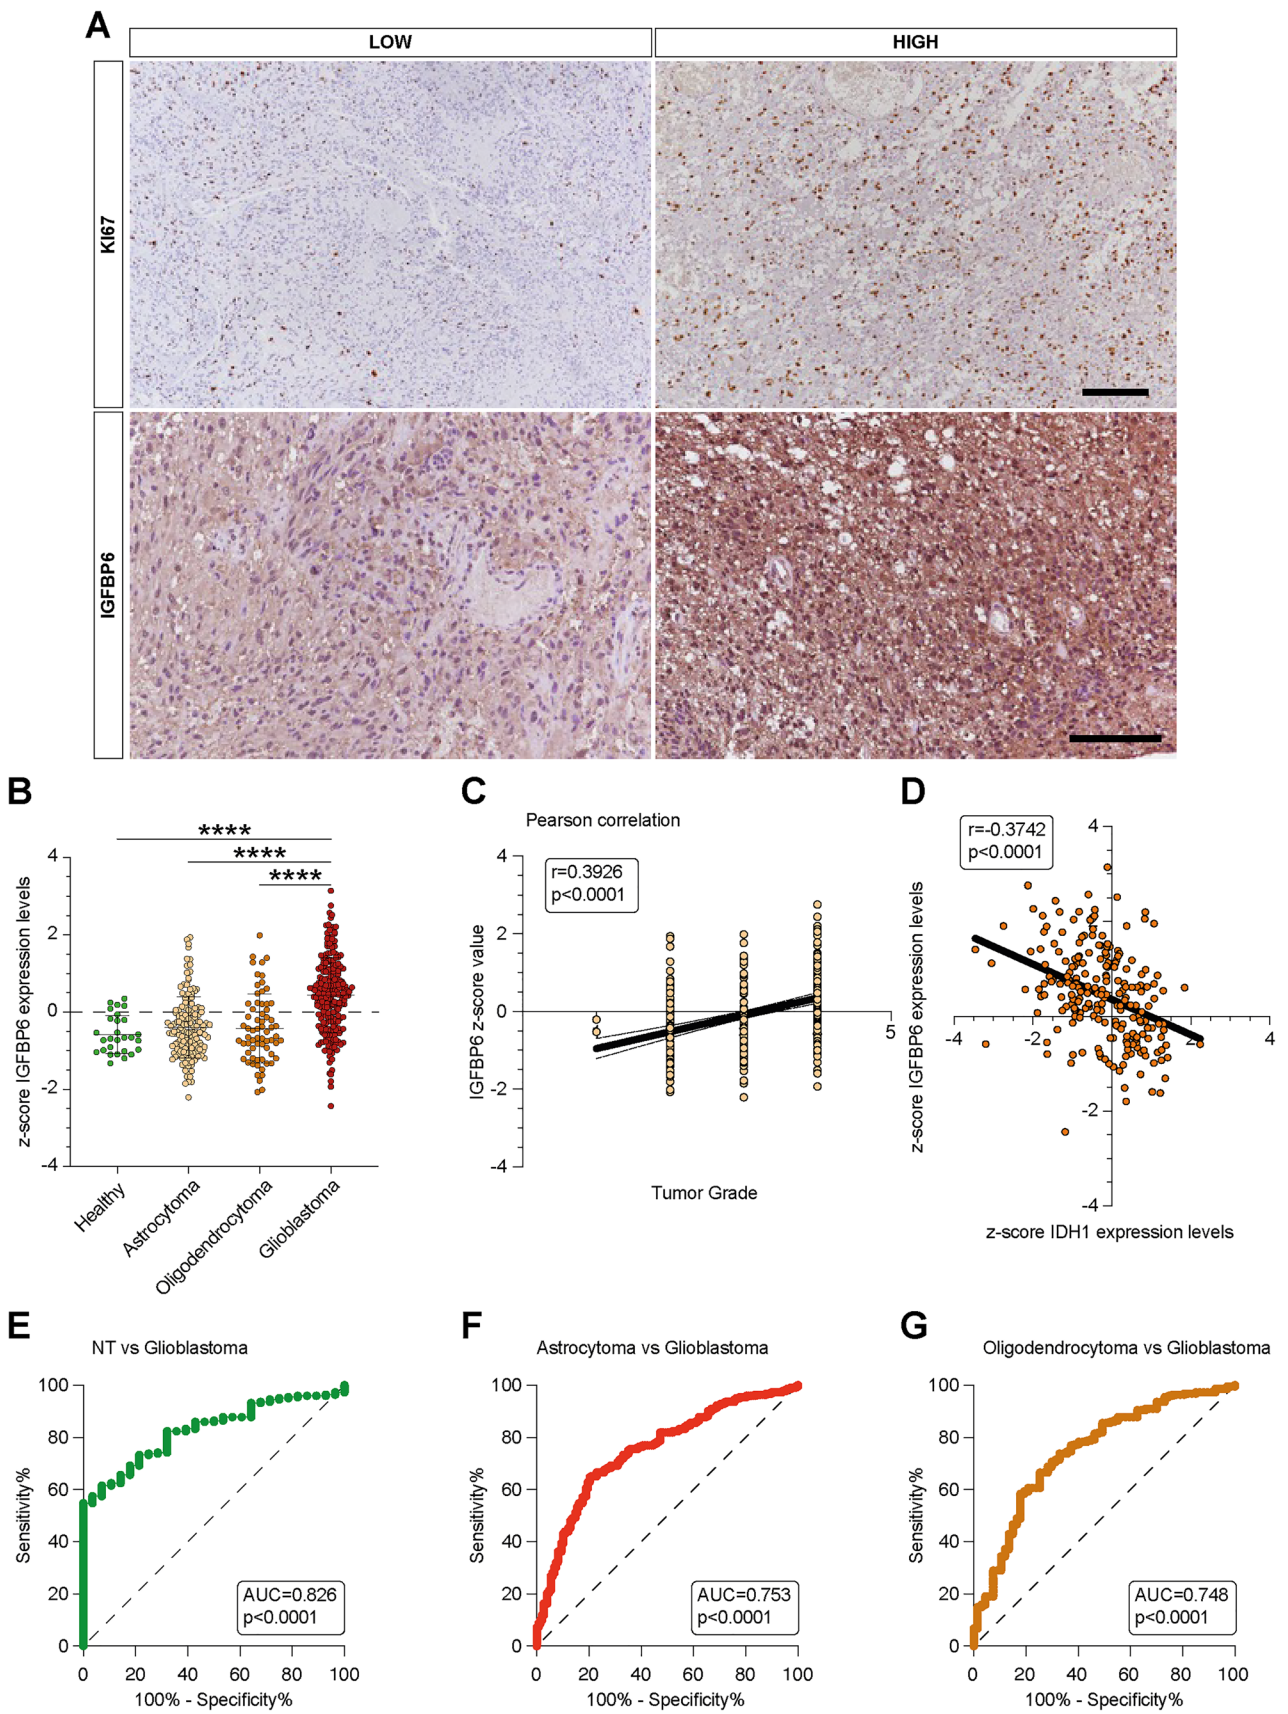 A
LOW
HIGH
KI67
IGFBP6
B
****
****
****
z-score IGFBP6 expression levels
4
2
0
-2
-4
Healthy
Astrocytoma
Oligodendrocytoma
Glioblastoma
C
Pearson correlation
r=0.3926
p<0.0001
IGFBP6 z-score value
4
2
0
-2
-4
5
Tumor Grade
D
r=-0.3742
p<0.0001
z-score IGFBP6 expression levels
4
-4
-2
2
4
-2
-4
z-score IDH1 expression levels
E
NT vs Glioblastoma
Sensitivity%
100
80
60
40
20
0
AUC=0.826
p<0.0001
0
20
40
60
80
100
100% - Specificity%
F
Astrocytoma vs Glioblastoma
Sensitivity%
100
80
60
40
20
0
AUC=0.753
p<0.0001
0
20
40
60
80
100
100% - Specificity%
G
Oligodendrocytoma vs Glioblastoma
Sensitivity%
100
80
60
40
20
0
AUC=0.748
p<0.0001
0
20
40
60
80
100
100% - Specificity%